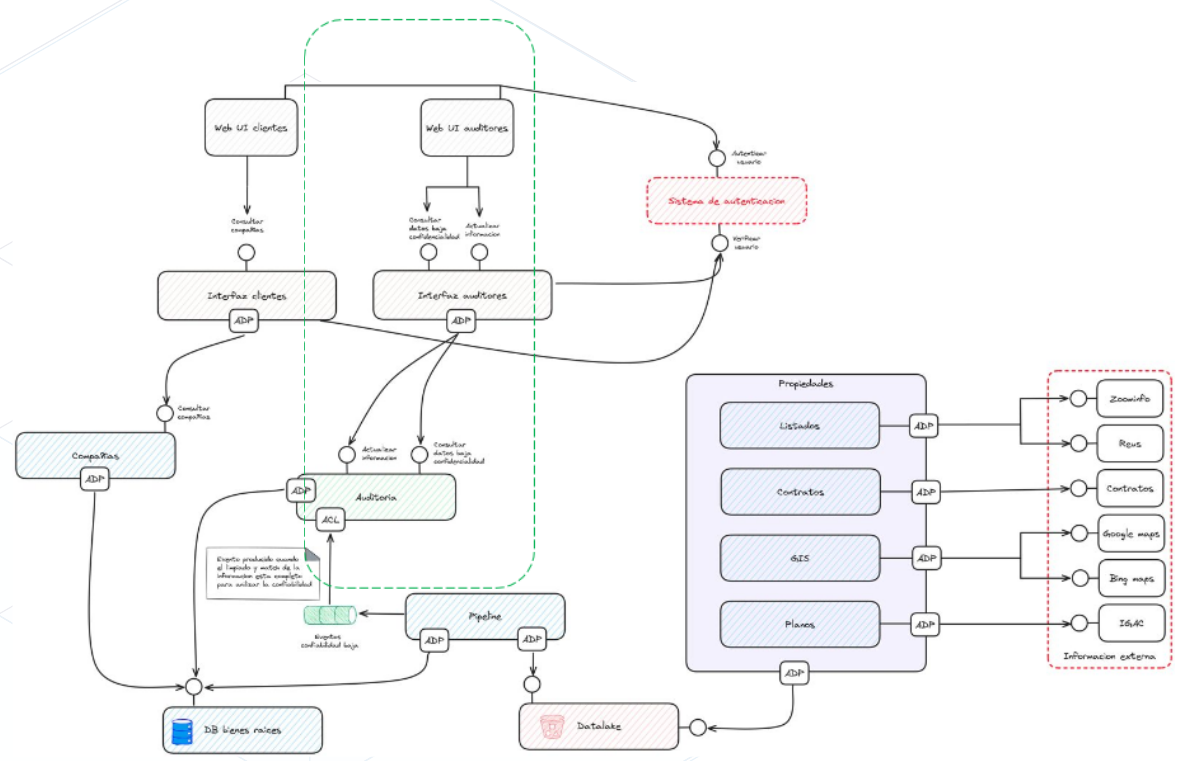 Web UI clientes
Web UI auditores
Autenticar
usuario
Sistema de autenticacion
Verificar
usuario
Consultar
compañias
Consultar
datos baja
confidencialidad
Actualizar
informacion
Interfaz clientes
ADP
Interfaz auditores
ADP
Consultar
compañias
Compañias
ADP
Actualizar
informacion
Consultar
datos baja
confidencialidad
ADP
Auditoria
ACL
Evento producido cuando
el limpiado y match de la
informacion esta completo
para analizar la confiabilidad
Eventos
confiabilidad baja
Pipeline
ADP
ADP
DB bienes raices
Datalake
Propiedades
Listados
ADP
Contratos
ADP
GIS
ADP
Planos
ADP
ADP
Zoominfo
Reus
Contratos
Google maps
Bing maps
IGAC
Informacion externa